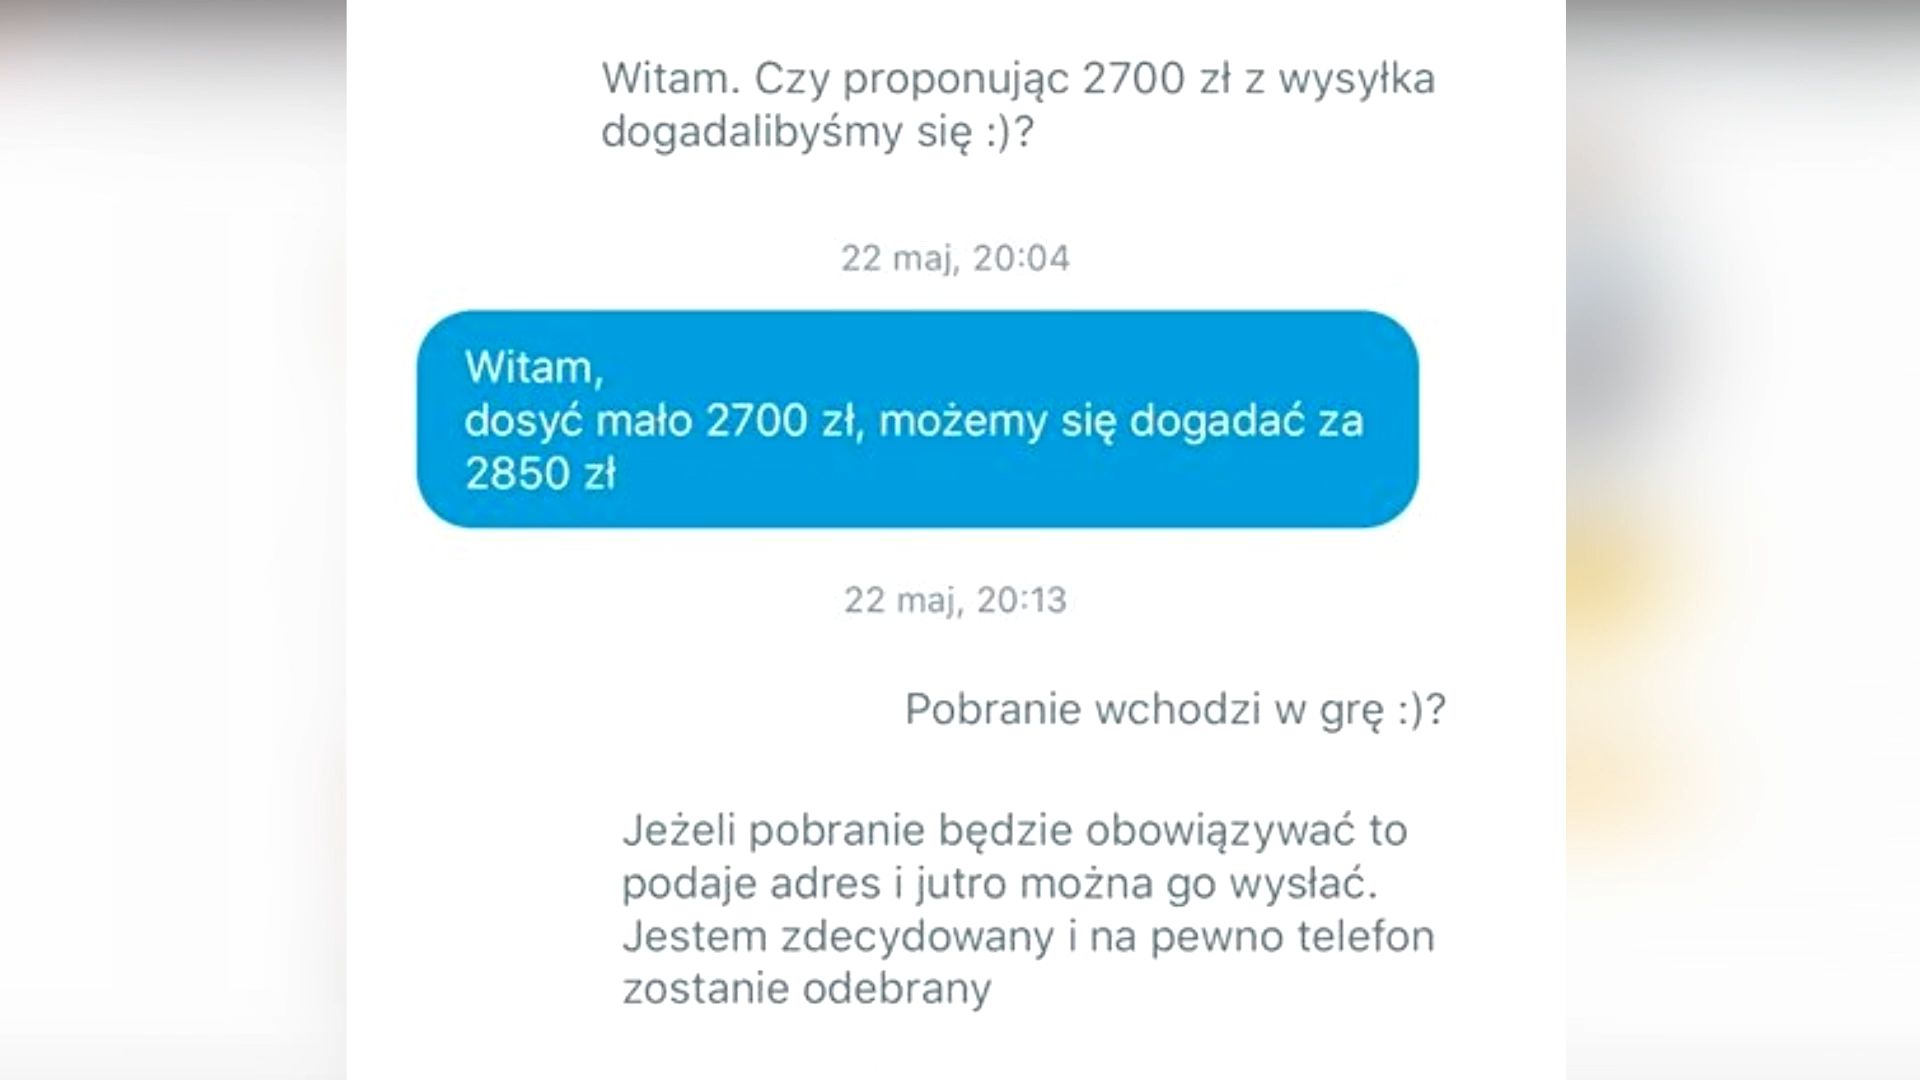 Witam. Czy proponując 2700 zł z wysyłka
dogadalibyśmy się :)?
22 maj, 20:04
Witam,
dosyć mało 2700 zł, możemy się dogadać za
2850 zł
22 maj, 20:13
Pobranie wchodzi w grę :)?
Jeżeli pobranie będzie obowiązywać to
podaje adres i jutro można go wysłać.
Jestem zdecydowany i na pewno telefon
zostanie odebrany